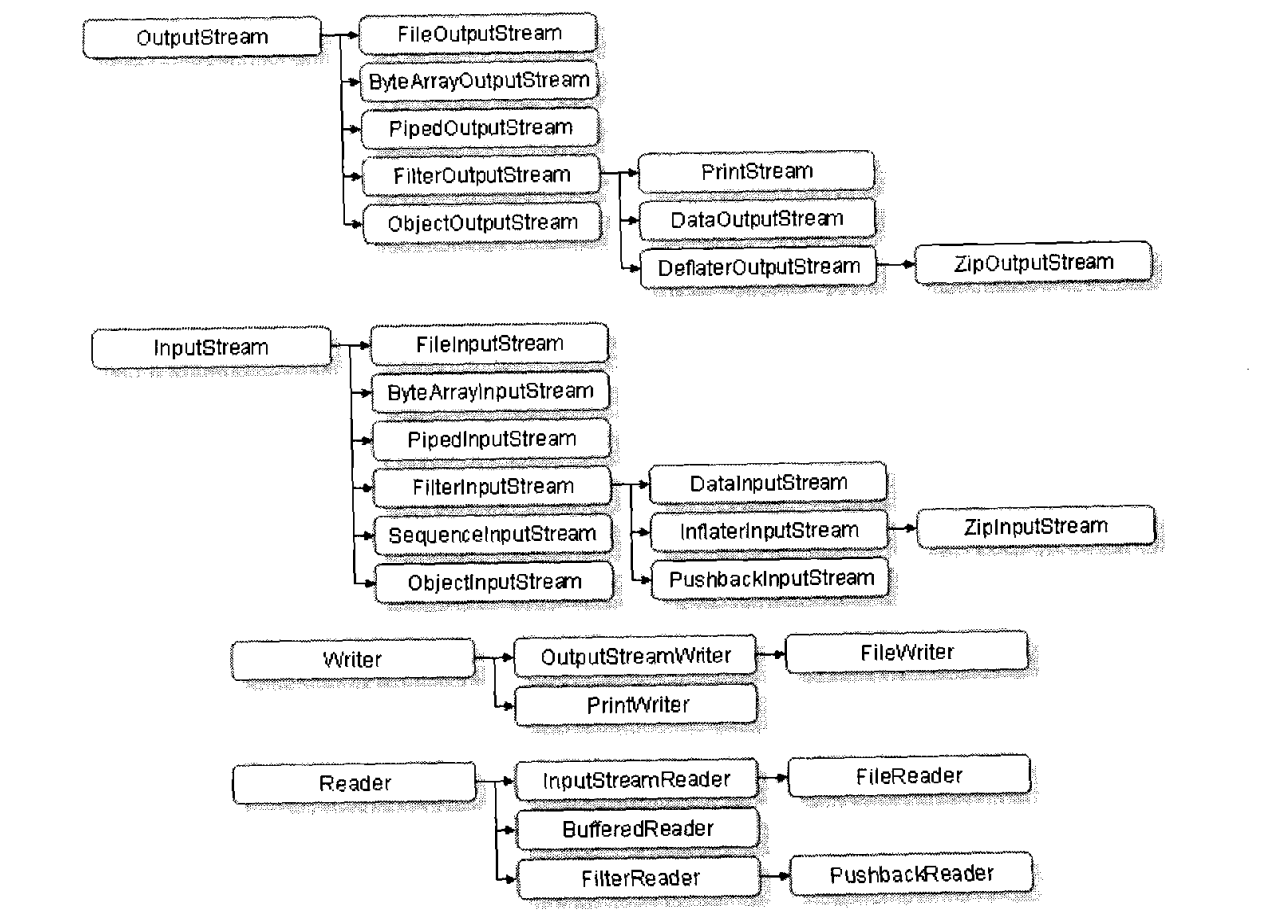 OutputStream
FileOutputStream
ByteArrayOutputStream
PipedOutputStream
FilterOutputStream
PrintStream
ObjectOutputStream
DataOutputStream
DeflaterOutputStream
ZipOutputStream
InputStream
FileInputStream
ByteArrayInputStream
PipedInputStream
FilterInputStream
DataInputStream
SequenceInputStream
InflaterInputStream
ZipInputStream
ObjectInputStream
PushbackInputStream
Writer
OutputStreamWriter
FileWriter
PrintWriter
Reader
InputStreamReader
FileReader
BufferedReader
FilterReader
PushbackReader